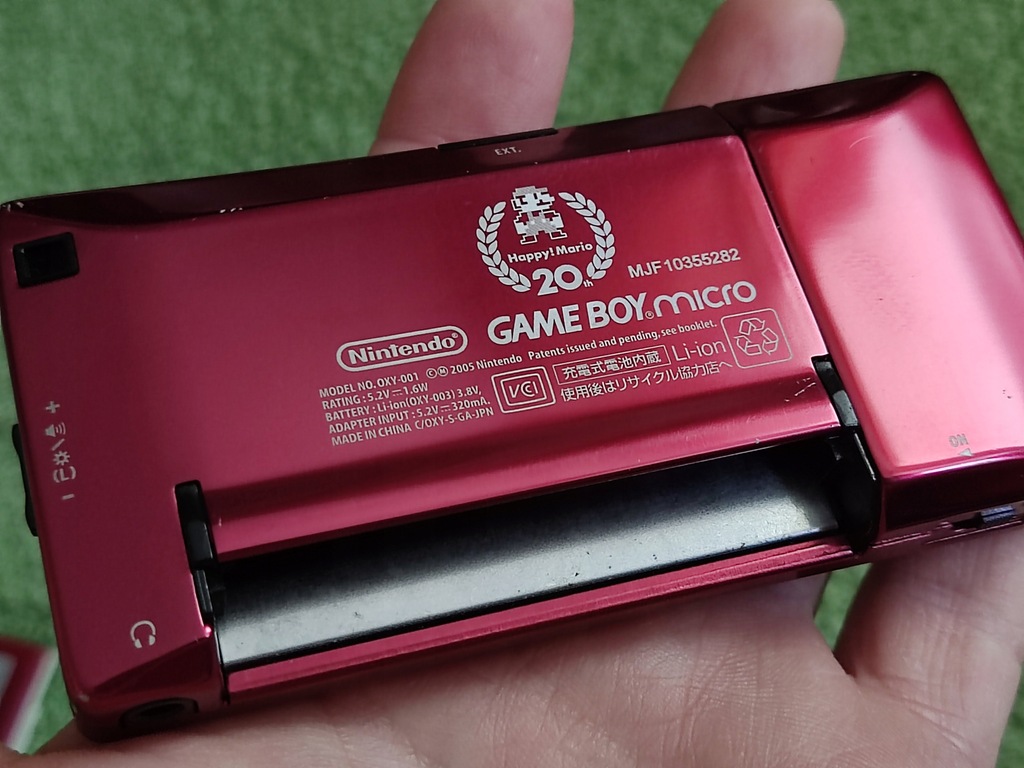 EXT.
Happy! Mario
20th
MJF10355282
GAME BOY® micro
Nintendo®
©Ⓜ 2005 Nintendo Patents issued and pending, see booklet.
MODEL NO. OXY-001
RATING : 5.2V⎓1.6W
BATTERY : Li-ion(OXY-003) 3.8V,
ADAPTER INPUT : 5.2V⎓320mA.
MADE IN CHINA C/OXY-S-GA-JPN
VCI
充電式電池内蔵
Li-ion
使用後はリサイクル協力店へ
ON
+
-